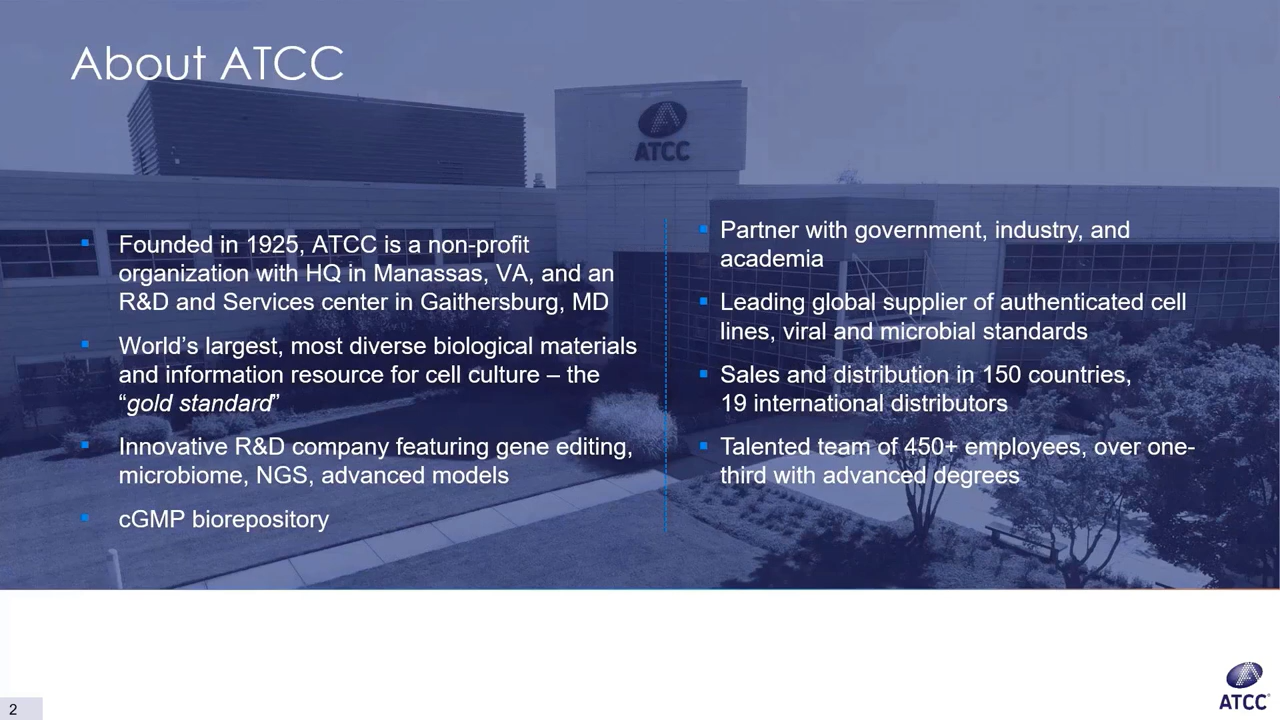 About ATCC
ATCC
Founded in 1925, ATCC is a non-profit
organization with HQ in Manassas, VA, and an
R&D and Services center in Gaithersburg, MD
World’s largest, most diverse biological materials
and information resource for cell culture – the
“gold standard”
Innovative R&D company featuring gene editing,
microbiome, NGS, advanced models
cGMP biorepository
Partner with government, industry, and
academia
Leading global supplier of authenticated cell
lines, viral and microbial standards
Sales and distribution in 150 countries,
19 international distributors
Talented team of 450+ employees, over one-
third with advanced degrees
2
ATCC